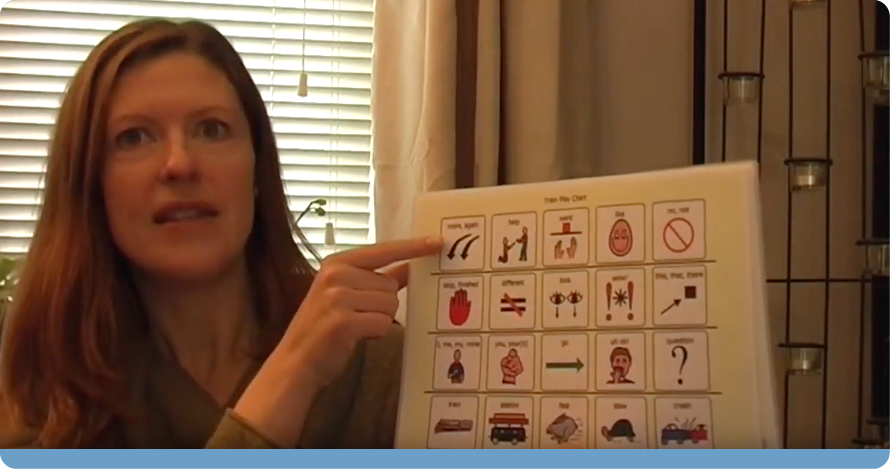 Train Play Chart
more, again help want like no, not
stop, finished different look wow! this, that, there
I, me, my, mine you, your(s) go uh oh! question
train station fast slow crash